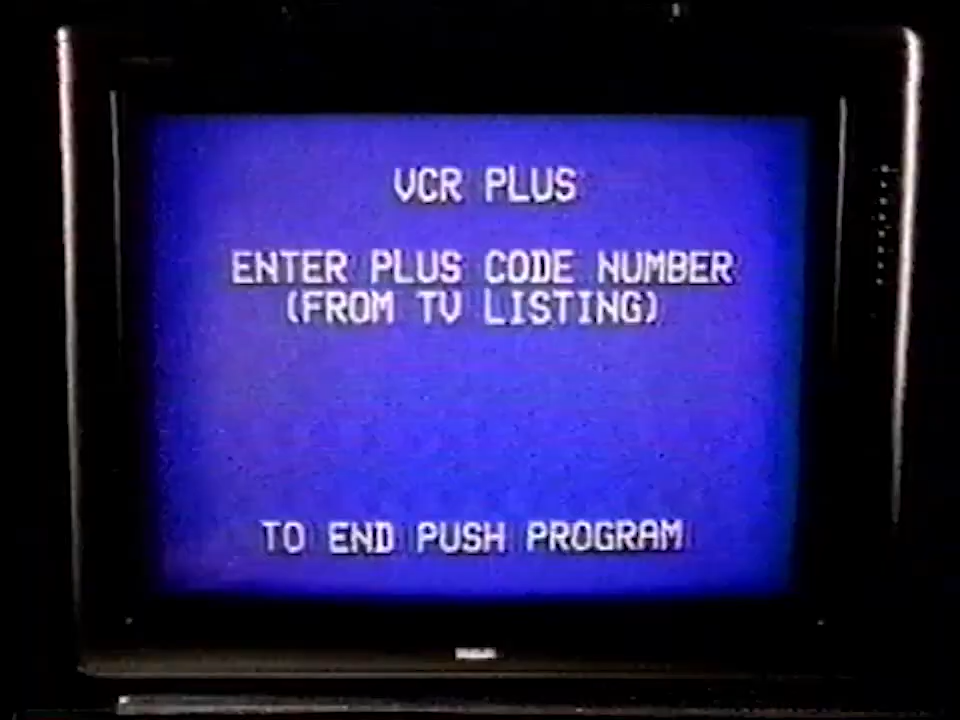 VCR PLUS
ENTER PLUS CODE NUMBER
(FROM TV LISTING)
TO END PUSH PROGRAM